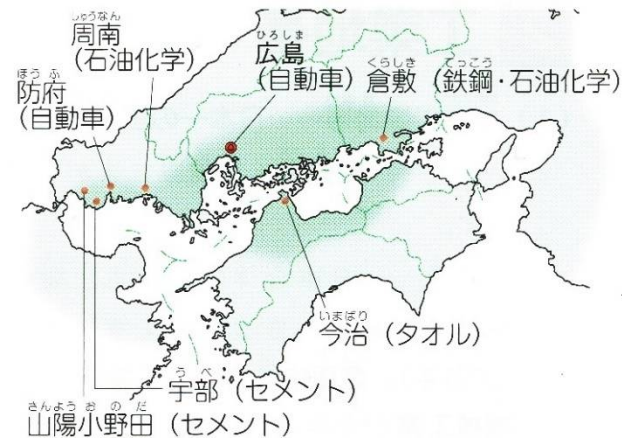 しゅうなん
周南
(石油化学)
ほうふ
防府
(自動車)
ひろしま
広島
(自動車)
くらしき てっこう
倉敷 (鉄鋼・石油化学)
いまばり
今治 (タオル)
うべ
宇部 (セメント)
さんようおのだ
山陽小野田 (セメント)